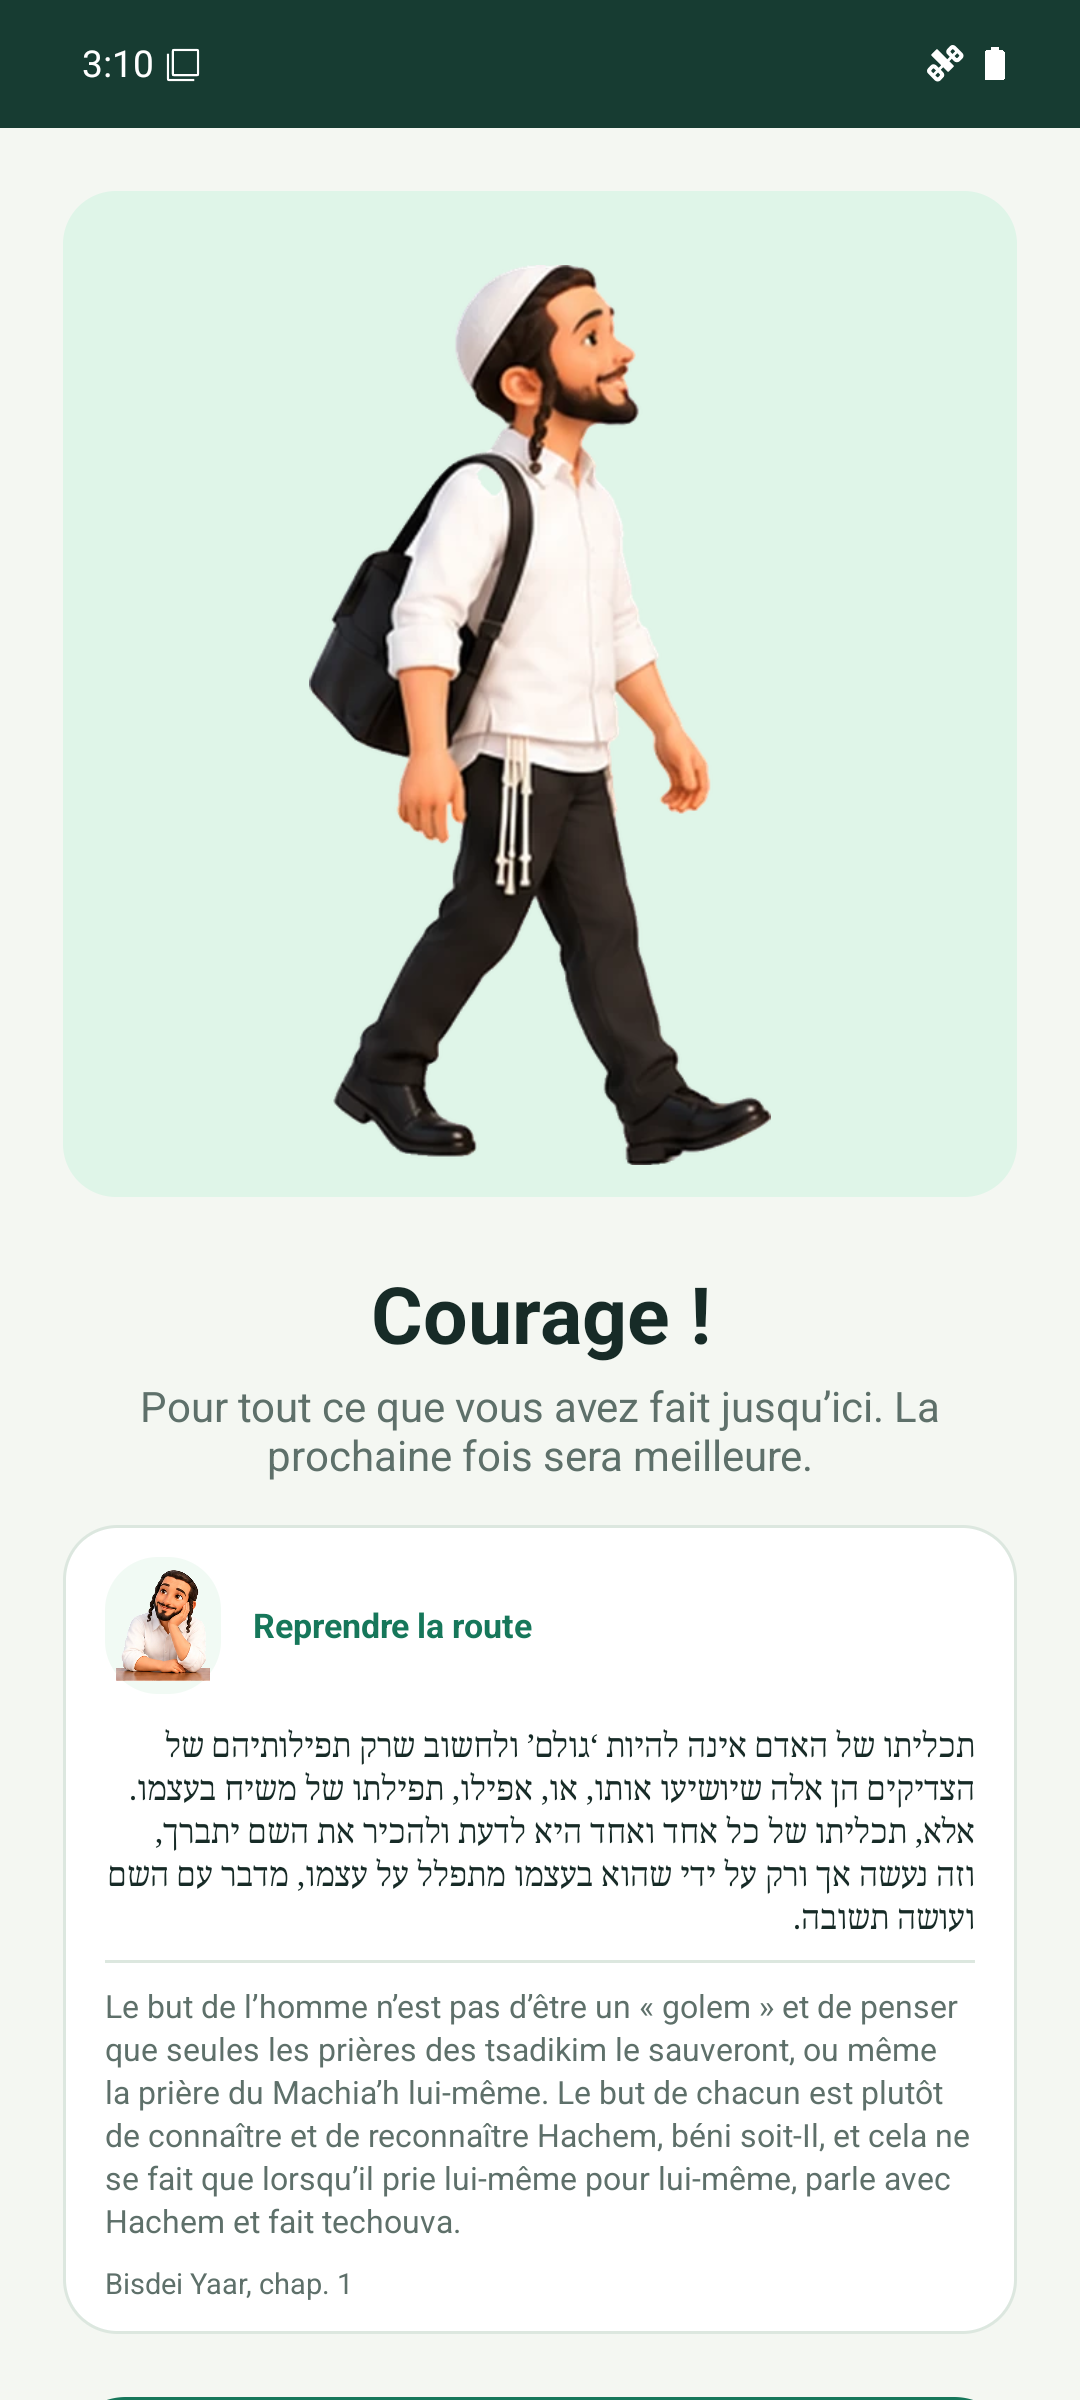 3:10
Courage !
Pour tout ce que vous avez fait jusqu’ici. La
prochaine fois sera meilleure.
Reprendre la route
תכליתו של האדם אינה להיות ‘גולם’ ולחשוב שרק תפילותיהם של
הצדיקים הן אלה שיושיעו אותו, או, אפילו, תפילתו של משיח בעצמו.
אלא, תכליתו של כל אחד ואחד היא לדעת ולהכיר את השם יתברך,
וזה נעשה אך ורק על ידי שהוא בעצמו מתפלל על עצמו, מדבר עם השם
ועושה תשובה.
Le but de l’homme n’est pas d’être un « golem » et de penser
que seules les prières des tsadikim le sauveront, ou même
la prière du Machia’h lui-même. Le but de chacun est plutôt
de connaître et de reconnaître Hachem, béni soit-Il, et cela ne
se fait que lorsqu’il prie lui-même pour lui-même, parle avec
Hachem et fait techouva.
Bisdei Yaar, chap. 1